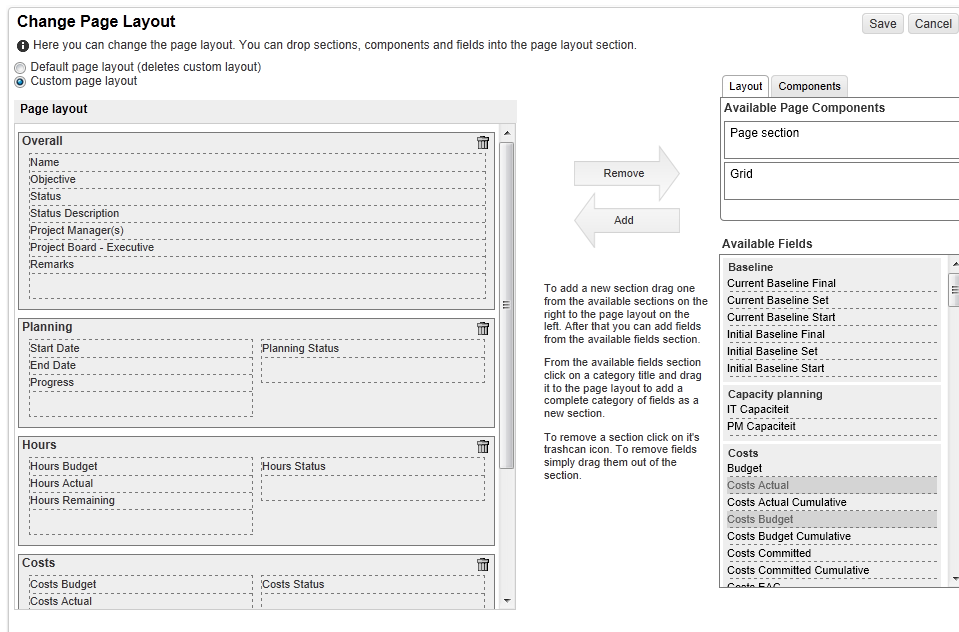 Change Page Layout
Save
Cancel
Here you can change the page layout. You can drop sections, components and fields into the page layout section.
Default page layout (deletes custom layout)
Custom page layout
Page layout
Overall
Name
Objective
Status
Status Description
Project Manager(s)
Project Board - Executive
Remarks
Planning
Start Date
End Date
Progress
Planning Status
Hours
Hours Budget
Hours Actual
Hours Remaining
Hours Status
Costs
Costs Budget
Costs Actual
Costs Status
Remove
Add
To add a new section drag one
from the available sections on the
right to the page layout on the
left. After that you can add fields
from the available fields section.
From the available fields section
click on a category title and drag
it to the page layout to add a
complete category of fields as a
new section.
To remove a section click on it's
trashcan icon. To remove fields
simply drag them out of the
section.
Layout
Components
Available Page Components
Page section
Grid
Available Fields
Baseline
Current Baseline Final
Current Baseline Set
Current Baseline Start
Initial Baseline Final
Initial Baseline Set
Initial Baseline Start
Capacity planning
IT Capaciteit
PM Capaciteit
Costs
Budget
Costs Actual
Costs Actual Cumulative
Costs Budget
Costs Budget Cumulative
Costs Committed
Costs Committed Cumulative
Costs EAC